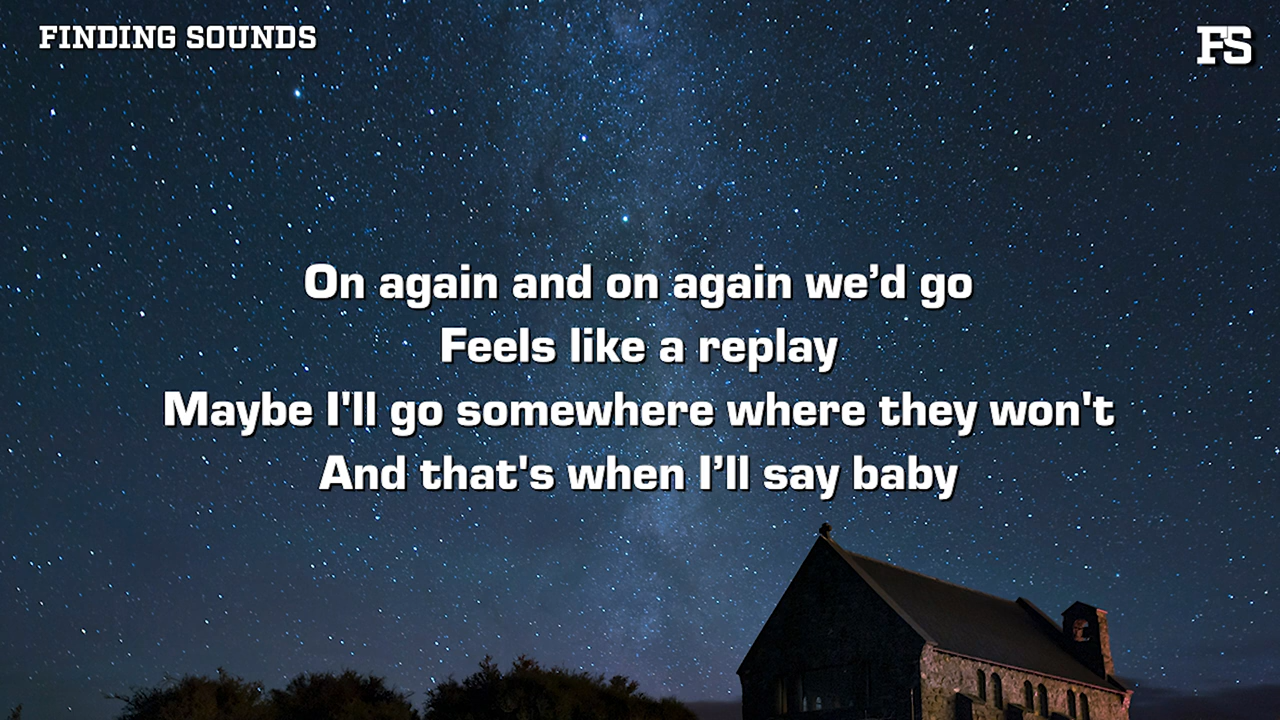 FINDING SOUNDS
FS
On again and on again we’d go
Feels like a replay
Maybe I'll go somewhere where they won't
And that's when I’ll say baby